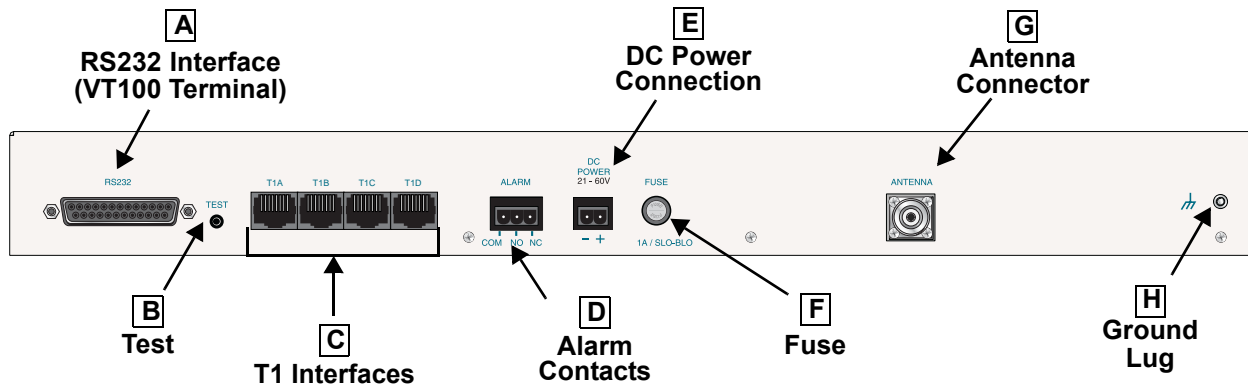 A
RS232 Interface
(VT100 Terminal)
E
DC Power
Connection
G
Antenna
Connector
RS232
TEST
T1A T1B T1C T1D
ALARM
COM NO NC
DC
POWER
21 - 60V
- +
FUSE
1A / SLO-BLO
ANTENNA
B
Test
C
T1 Interfaces
D
Alarm
Contacts
F
Fuse
H
Ground
Lug